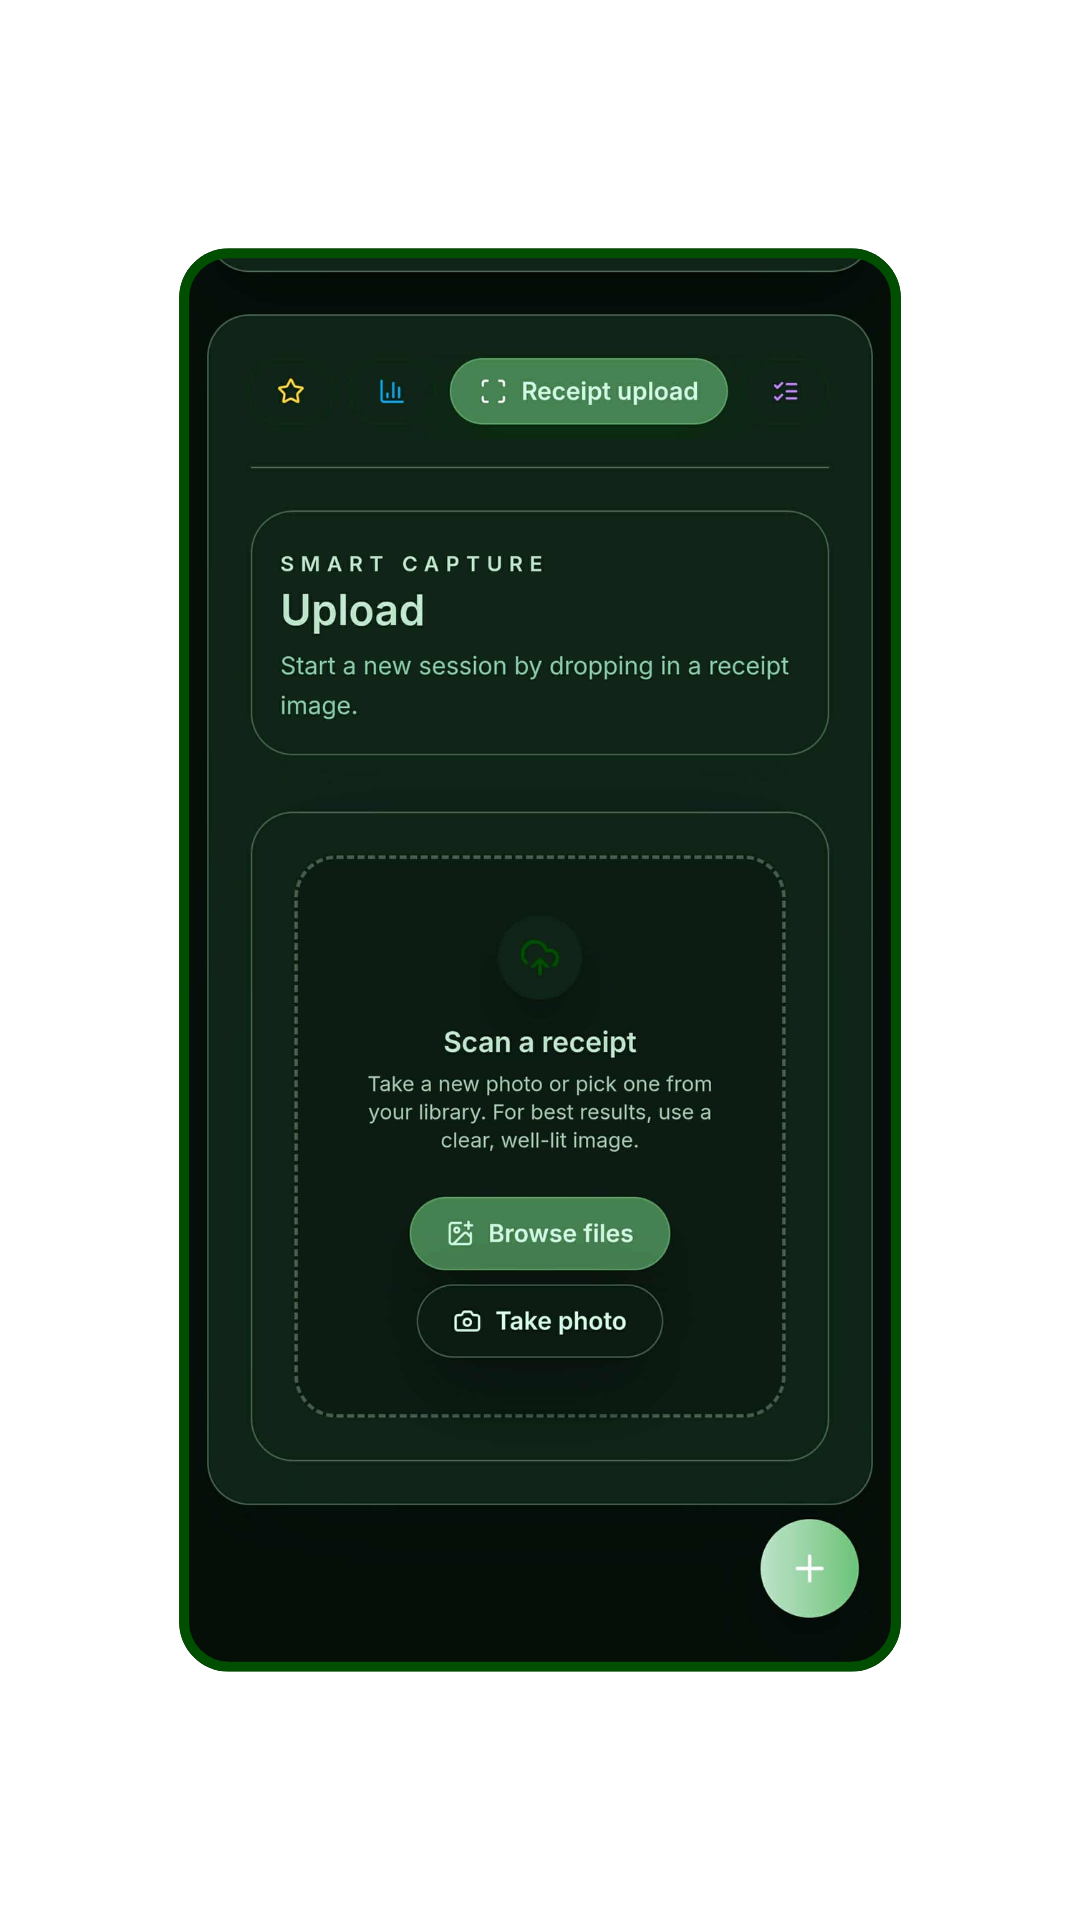 Receipt upload
SMART CAPTURE
Upload
Start a new session by dropping in a receipt
image.
Scan a receipt
Take a new photo or pick one from
your library. For best results, use a
clear, well-lit image.
Browse files
Take photo